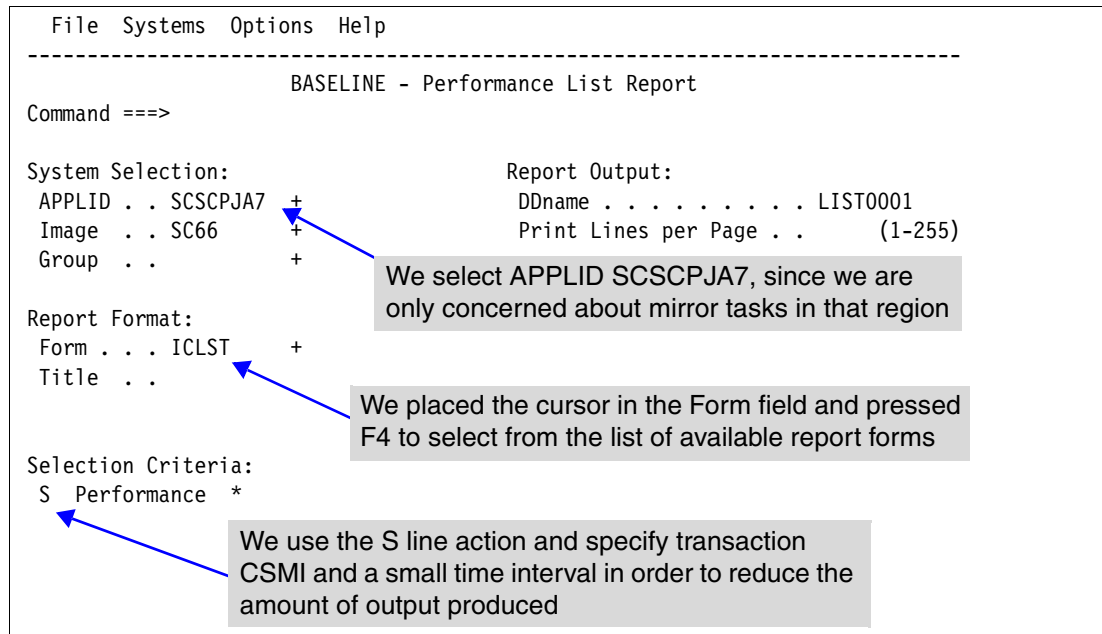 File Systems Options Help
------------------------------------------------------------------------------
BASELINE - Performance List Report
Command ===>
System Selection: Report Output:
APPLID . . SCSCPJA7 + DDname . . . . . . . . . LIST0001
Image . . SC66 + Print Lines per Page . . (1-255)
Group . . +
We select APPLID SCSCPJA7, since we are
only concerned about mirror tasks in that region
Report Format:
Form . . . ICLST +
Title . .
We placed the cursor in the Form field and pressed
F4 to select from the list of available report forms
Selection Criteria:
S Performance *
We use the S line action and specify transaction
CSMI and a small time interval in order to reduce the
amount of output produced